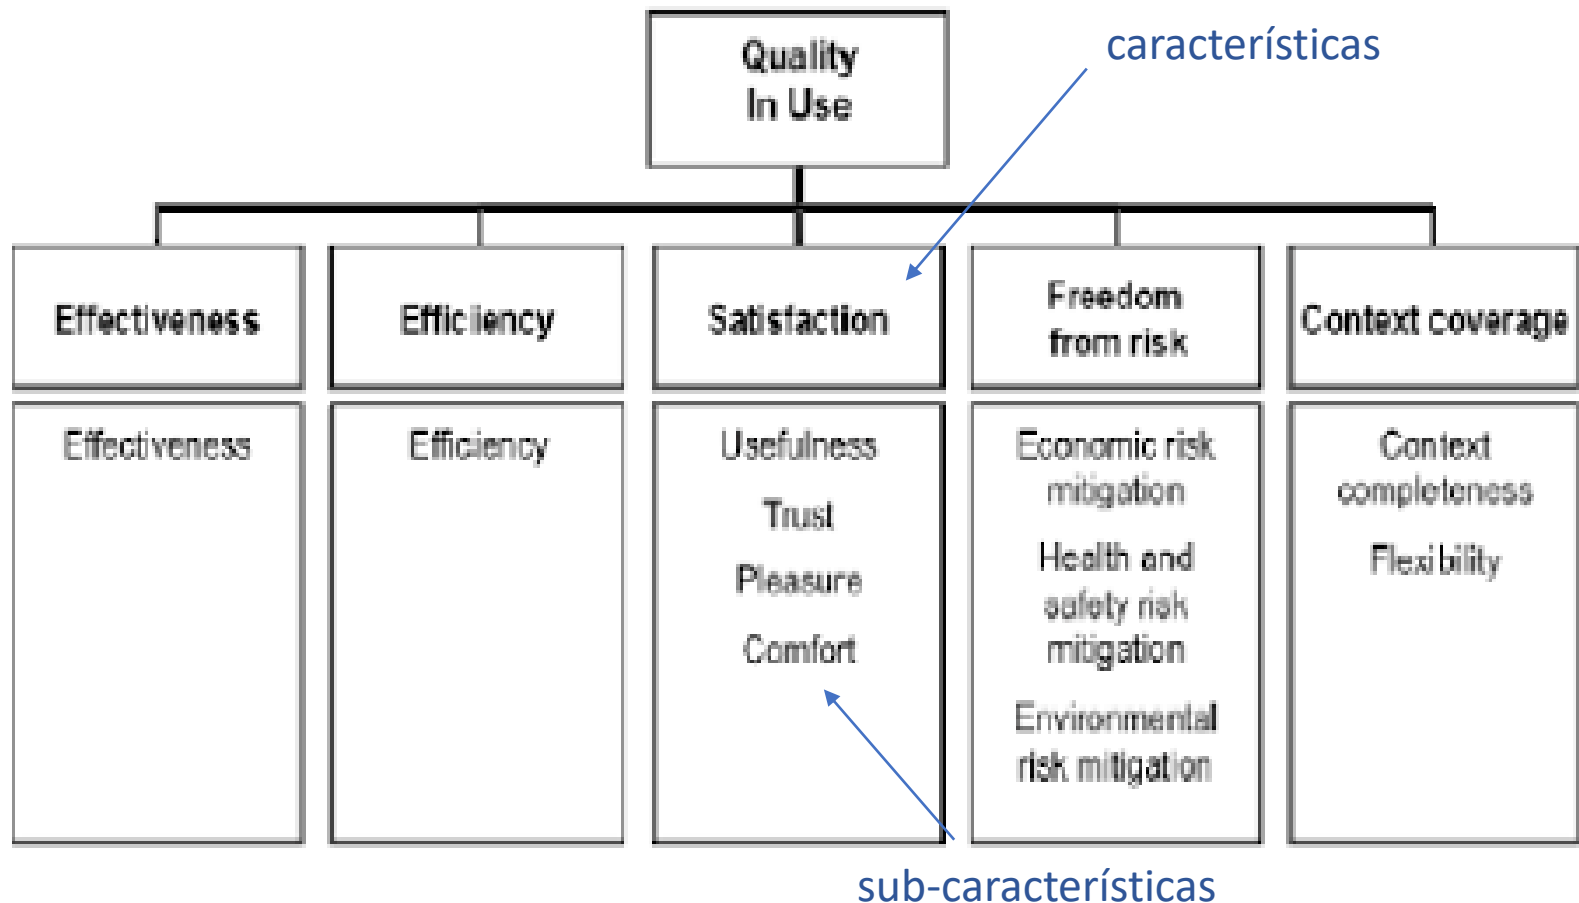 características
Quality
In Use
Effectiveness
Efficiency
Satisfaction
Freedom
from risk
Context coverage
Effectiveness
Efficiency
Usefulness
Trust
Pleasure
Comfort
Economic risk
mitigation
Health and
safety risk
mitigation
Environmental
risk mitigation
Context
completeness
Flexibility
sub-características